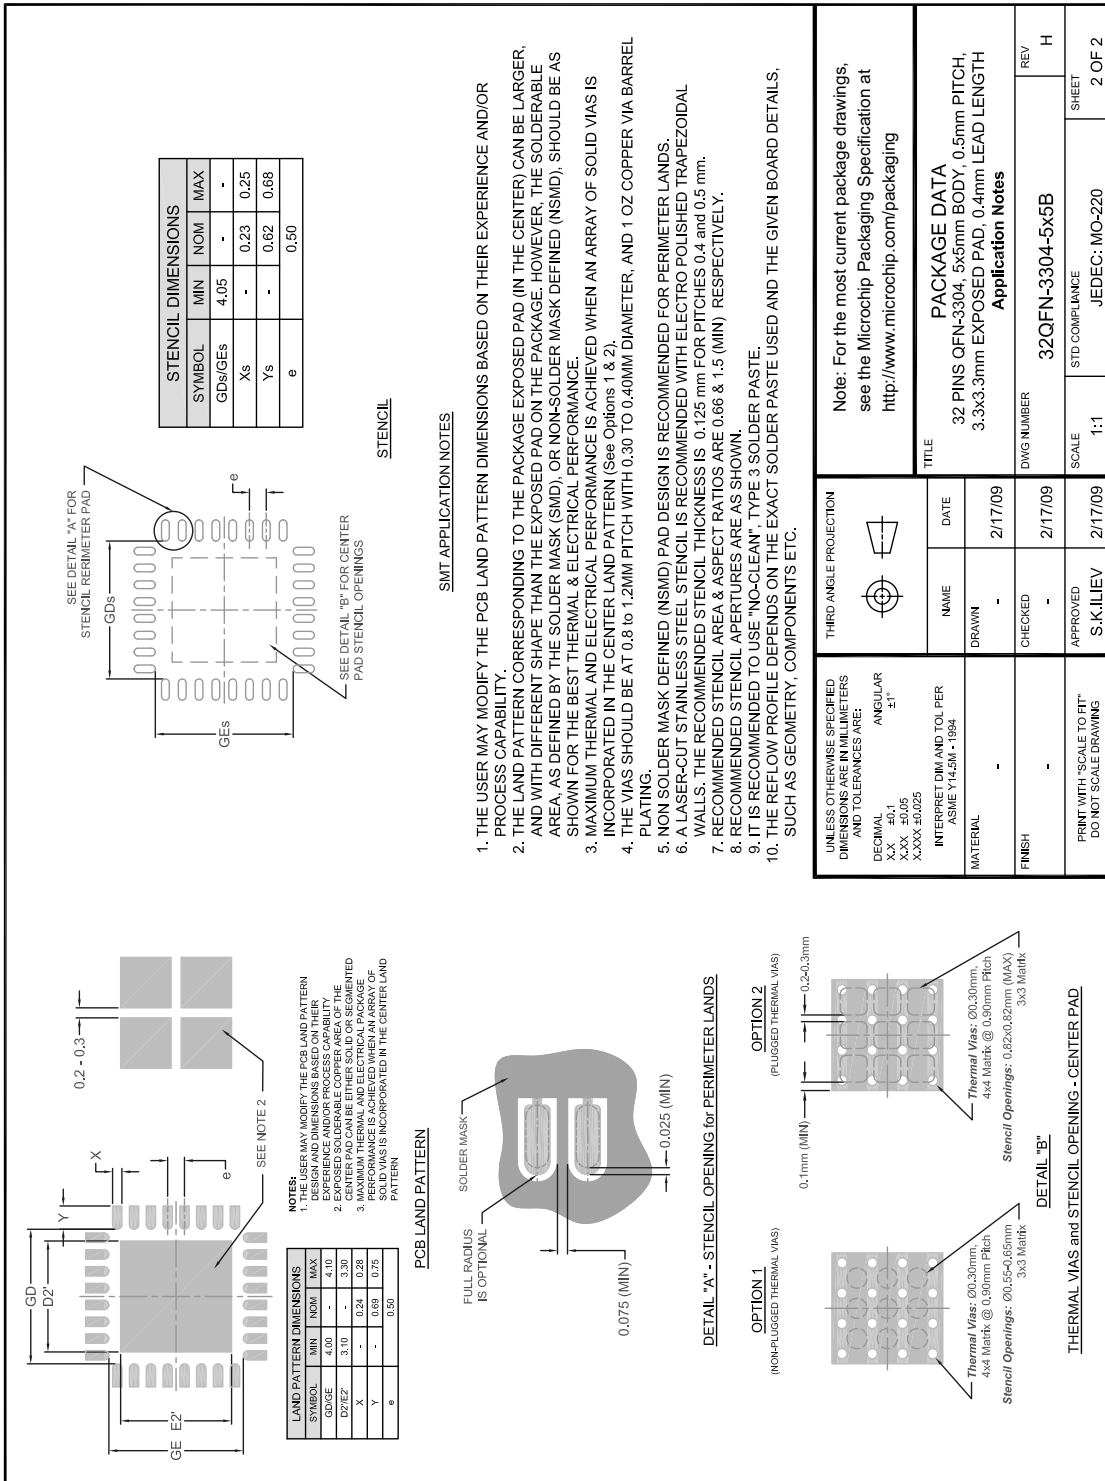 GD
D2'
Y
X
0.2 - 0.3
GE
E2'
e
SEE NOTE 2
LAND PATTERN DIMENSIONS
SYMBOL MIN NOM MAX
GD/GE 4.00 - 4.10
D2'/E2' 3.10 - 3.30
X - 0.24 0.28
Y - 0.69 0.75
e 0.50
NOTES:
1. THE USER MAY MODIFY THE PCB LAND PATTERN
DESIGN AND DIMENSIONS BASED ON THEIR
EXPERIENCE AND/OR PROCESS CAPABILITY
2. EXPOSED SOLDERABLE COPPER AREA OF THE
CENTER PAD CAN BE EITHER SOLID OR SEGMENTED
3. MAXIMUM THERMAL AND ELECTRICAL PACKAGE
PERFORMANCE IS ACHIEVED WHEN AN ARRAY OF
SOLID VIAS IS INCORPORATED IN THE CENTER LAND
PATTERN
PCB LAND PATTERN
SEE DETAIL "A" FOR
STENCIL RERIMETER PAD
GDs
GEs
e
SEE DETAIL "B" FOR CENTER
PAD STENCIL OPENINGS
STENCIL DIMENSIONS
SYMBOL MIN NOM MAX
GDs/GEs 4.05 - -
Xs - 0.23 0.25
Ys - 0.62 0.68
e 0.50
STENCIL
FULL RADIUS
IS OPTIONAL
SOLDER MASK
0.075 (MIN)
0.025 (MIN)
DETAIL "A" - STENCIL OPENING for PERIMETER LANDS
OPTION 1
(NON-PLUGGED THERMAL VIAS)
OPTION 2
(PLUGGED THERMAL VIAS)
0.1mm (MIN)
0.2-0.3mm
Thermal Vias: Ø0.30mm,
4x4 Matrix @ 0.90mm Pitch
Stencil Openings: Ø0.55-0.65mm
3x3 Matrix
Thermal Vias: Ø0.30mm,
4x4 Matrix @ 0.90mm Pitch
Stencil Openings: 0.82x0.82mm (MAX)
3x3 Matrix
DETAIL "B"
THERMAL VIAS and STENCIL OPENING - CENTER PAD
SMT APPLICATION NOTES
1. THE USER MAY MODIFY THE PCB LAND PATTERN DIMENSIONS BASED ON THEIR EXPERIENCE AND/OR
PROCESS CAPABILITY.
2. THE LAND PATTERN CORRESPONDING TO THE PACKAGE EXPOSED PAD (IN THE CENTER) CAN BE LARGER,
AND WITH DIFFERENT SHAPE THAN THE EXPOSED PAD ON THE PACKAGE. HOWEVER, THE SOLDERABLE
AREA, AS DEFINED BY THE SOLDER MASK (SMD), OR NON-SOLDER MASK DEFINED (NSMD), SHOULD BE AS
SHOWN FOR THE BEST THERMAL & ELECTRICAL PERFORMANCE.
3. MAXIMUM THERMAL AND ELECTRICAL PERFORMANCE IS ACHIEVED WHEN AN ARRAY OF SOLID VIAS IS
INCORPORATED IN THE CENTER LAND PATTERN (See Options 1 & 2).
4. THE VIAS SHOULD BE AT 0.8 to 1.2MM PITCH WITH 0.30 TO 0.40MM DIAMETER, AND 1 OZ COPPER VIA BARREL
PLATING.
5. NON SOLDER MASK DEFINED (NSMD) PAD DESIGN IS RECOMMENDED FOR PERIMETER LANDS.
6. A LASER-CUT STAINLESS STEEL STENCIL IS RECOMMENDED WITH ELECTRO POLISHED TRAPEZOIDAL
WALLS. THE RECOMMENDED STENCIL THICKNESS IS 0.125 mm FOR PITCHES 0.4 and 0.5 mm.
7. RECOMMENDED STENCIL AREA & ASPECT RATIOS ARE 0.66 & 1.5 (MIN) RESPECTIVELY.
8. RECOMMENDED STENCIL APERTURES ARE AS SHOWN.
9. IT IS RECOMMENDED TO USE "NO-CLEAN", TYPE 3 SOLDER PASTE.
10. THE REFLOW PROFILE DEPENDS ON THE EXACT SOLDER PASTE USED AND THE GIVEN BOARD DETAILS,
SUCH AS GEOMETRY, COMPONENTS ETC.
UNLESS OTHERWISE SPECIFIED
DIMENSIONS ARE IN MILLIMETERS
AND TOLERANCES ARE:
DECIMAL ANGULAR
X.X ±0.1 ±1°
X.XX ±0.05
X.XXX ±0.025
INTERPRET DIM AND TOL PER
ASME Y14.5M - 1994
MATERIAL
-
FINISH
-
PRINT WITH "SCALE TO FIT"
DO NOT SCALE DRAWING
THIRD ANGLE PROJECTION
NAME DATE
DRAWN
- 2/17/09
CHECKED
- 2/17/09
APPROVED
S.K.ILIEV 2/17/09
Note: For the most current package drawings,
see the Microchip Packaging Specification at
http://www.microchip.com/packaging
TITLE
PACKAGE DATA
32 PINS QFN-3304, 5x5mm BODY, 0.5mm PITCH,
3.3x3.3mm EXPOSED PAD, 0.4mm LEAD LENGTH
Application Notes
DWG NUMBER
32QFN-3304-5x5B
REV
H
SCALE
1:1
STD COMPLIANCE
JEDEC: MO-220
SHEET
2 OF 2